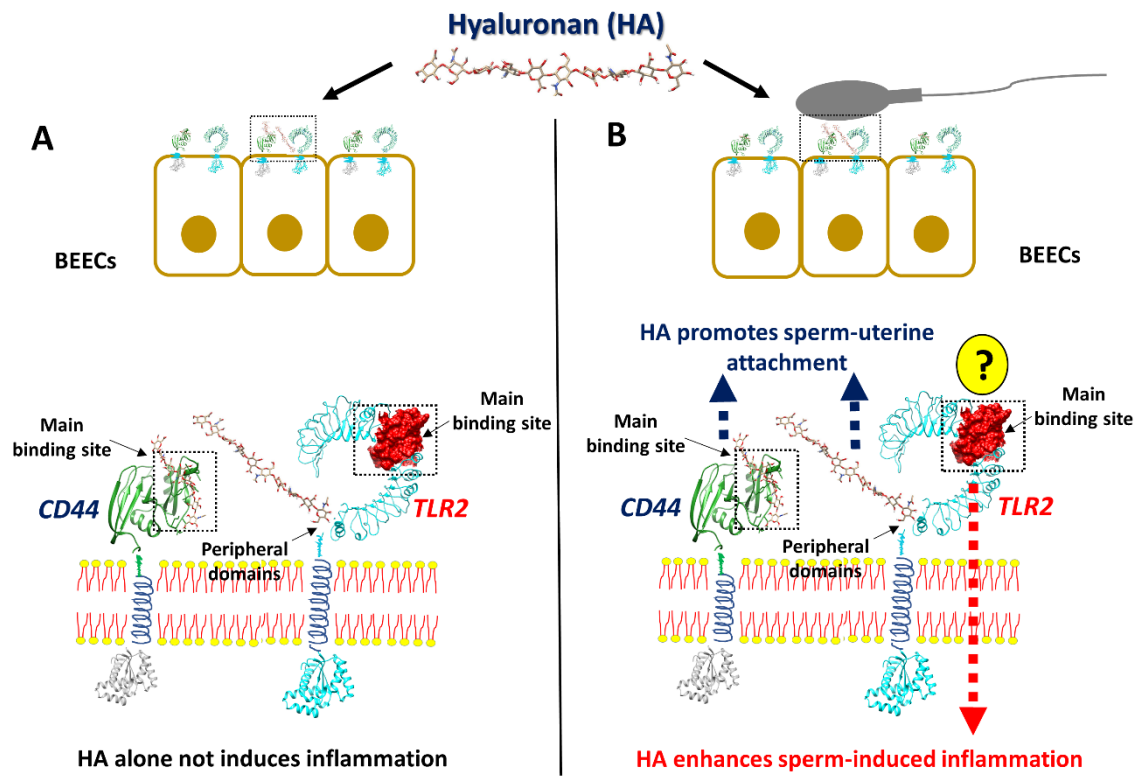 Hyaluronan (HA)
A
BEECs
Main
binding site
CD44
Main
binding site
TLR2
Peripheral
domains
HA alone not induces inflammation
B
BEECs
HA promotes sperm-uterine
attachment
?
Main
binding site
CD44
Main
binding site
TLR2
Peripheral
domains
HA enhances sperm-induced inflammation